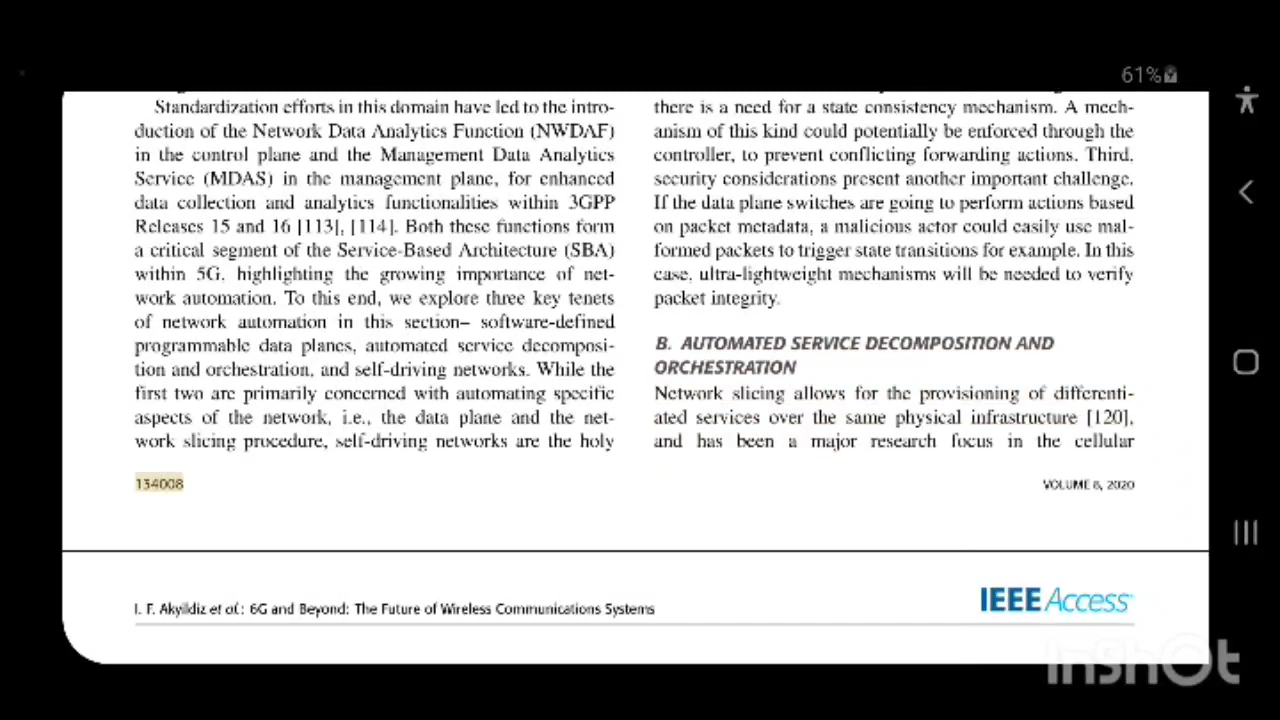 61%
Standardization efforts in this domain have led to the intro-
duction of the Network Data Analytics Function (NWDAF)
in the control plane and the Management Data Analytics
Service (MDAS) in the management plane, for enhanced
data collection and analytics functionalities within 3GPP
Releases 15 and 16 [113], [114]. Both these functions form
a critical segment of the Service-Based Architecture (SBA)
within 5G, highlighting the growing importance of net-
work automation. To this end, we explore three key tenets
of network automation in this section– software-defined
programmable data planes, automated service decomposi-
tion and orchestration, and self-driving networks. While the
first two are primarily concerned with automating specific
aspects of the network, i.e., the data plane and the net-
work slicing procedure, self-driving networks are the holy
there is a need for a state consistency mechanism. A mech-
anism of this kind could potentially be enforced through the
controller, to prevent conflicting forwarding actions. Third,
security considerations present another important challenge.
If the data plane switches are going to perform actions based
on packet metadata, a malicious actor could easily use mal-
formed packets to trigger state transitions for example. In this
case, ultra-lightweight mechanisms will be needed to verify
packet integrity.
B. AUTOMATED SERVICE DECOMPOSITION AND
ORCHESTRATION
Network slicing allows for the provisioning of differenti-
ated services over the same physical infrastructure [120],
and has been a major research focus in the cellular
134008
VOLUME 8, 2020
I. F. Akyildiz et al.: 6G and Beyond: The Future of Wireless Communications Systems
IEEE Access
InShOt